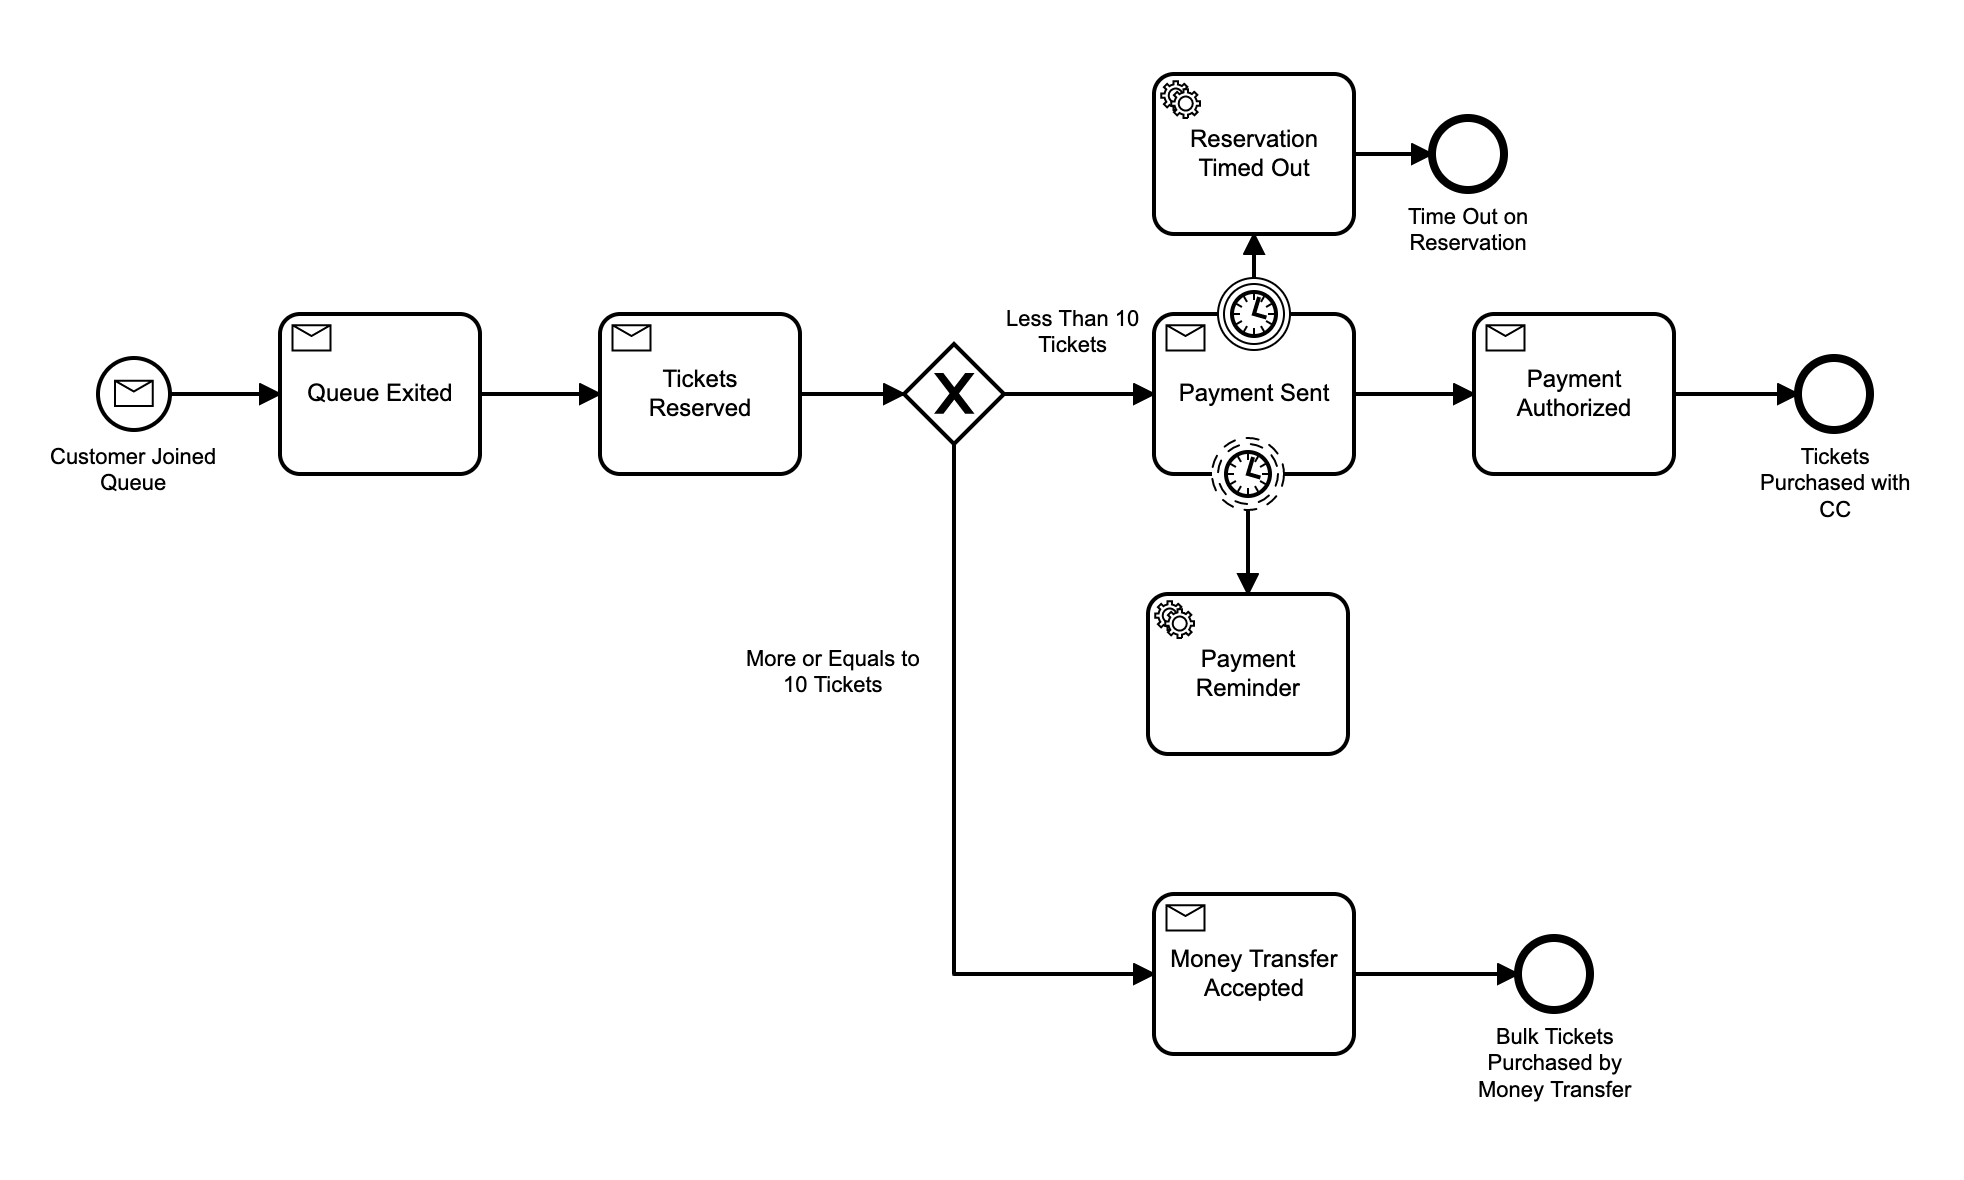 Reservation
Timed Out
Time Out on
Reservation
Less Than 10
Tickets
Queue Exited
Tickets
Reserved
Payment Sent
Payment
Authorized
Customer Joined
Queue
Tickets
Purchased with
CC
More or Equals to
10 Tickets
Payment
Reminder
Money Transfer
Accepted
Bulk Tickets
Purchased by
Money Transfer